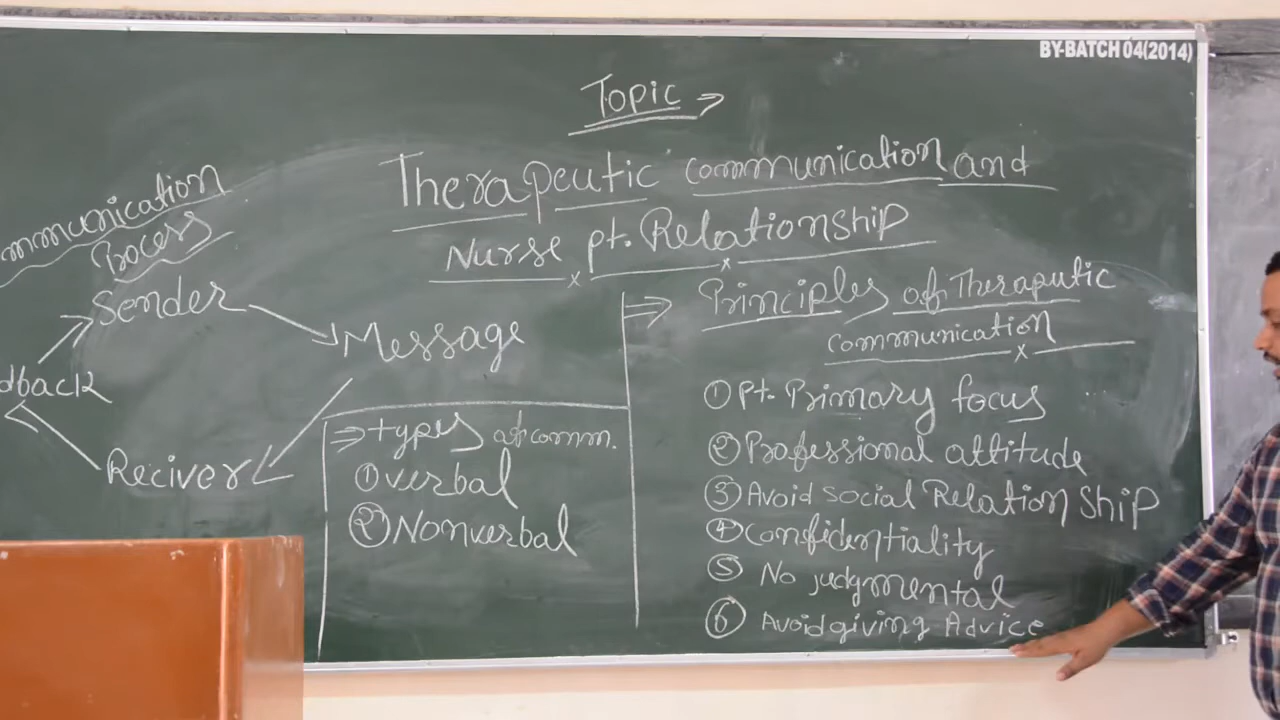 BY-BATCH 04(2014)
Topic →
Therapeutic communication and
Nurse pt. Relationship
mmunication
Process
Sender
Message
Reciver
dback
⇒ types of comm.
① verbal
② Nonverbal
⇒ Principles of Theraputic
communication
① Pt. Primary focus
② Professional attitude
③ Avoid social Relation Ship
④ Confidentiality
⑤ No judgmental
⑥ Avoid giving Advice